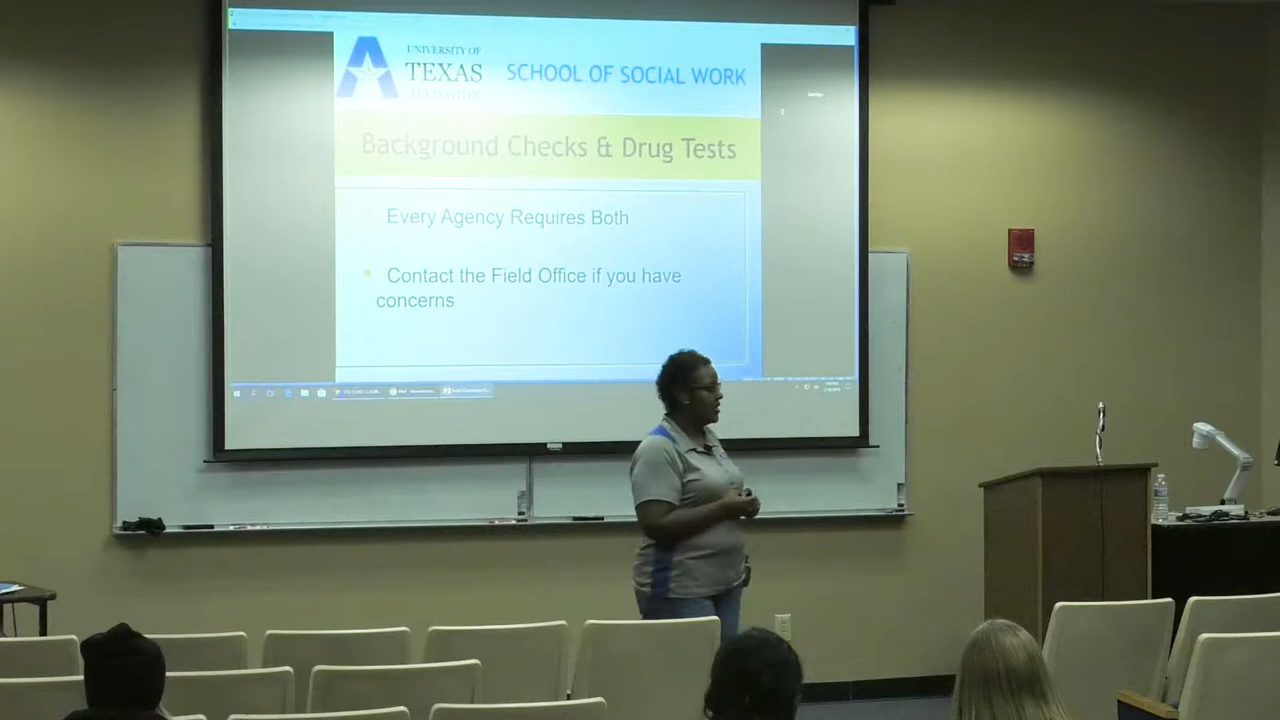 UNIVERSITY OF
TEXAS
ARLINGTON
SCHOOL OF SOCIAL WORK
Background Checks & Drug Tests
Every Agency Requires Both
Contact the Field Office if you have
concerns